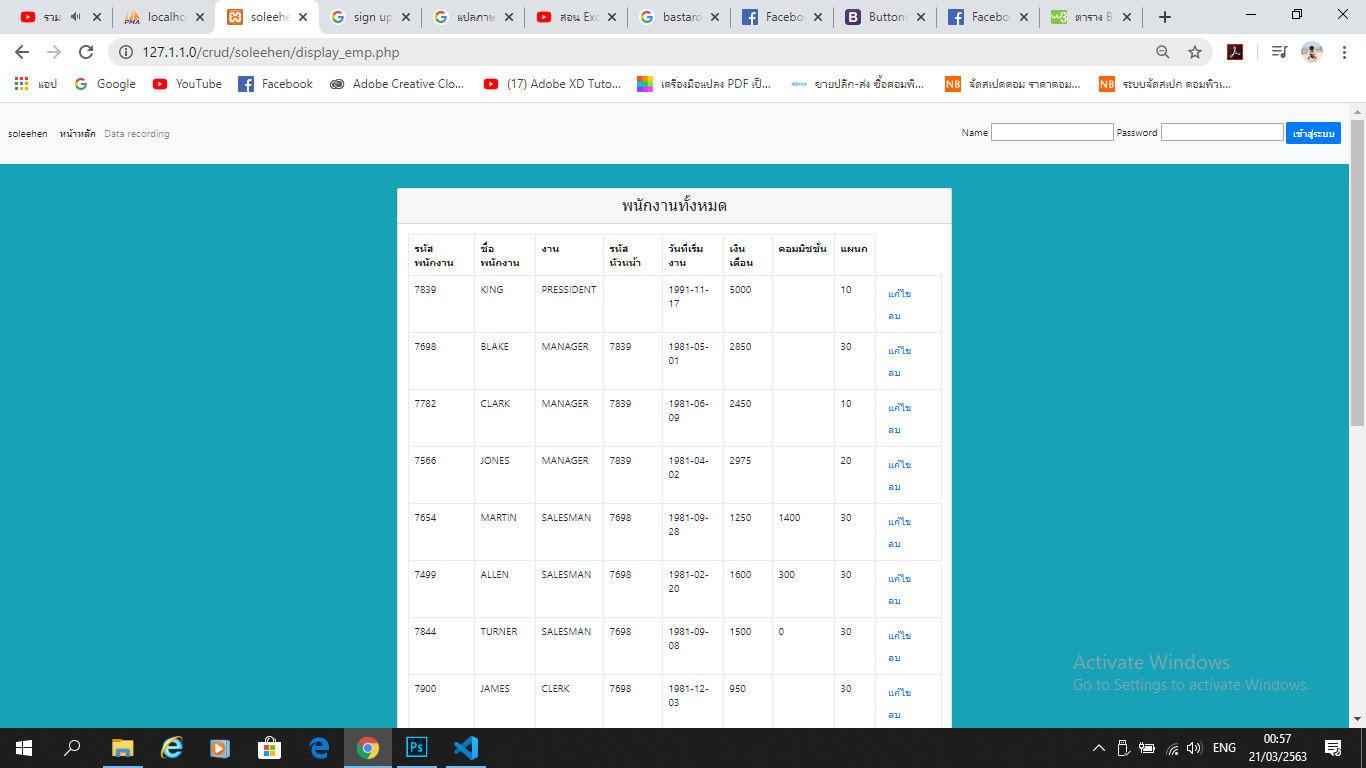 รวม
localho
soleehe
sign up
แปลภาษ
สอน Exc
bastard
Facebo
Button
Facebo
ตาราง B
127.1.1.0/crud/soleehen/display_emp.php
แอป Google YouTube Facebook Adobe Creative Clo... (17) Adobe XD Tuto... เครื่องมือแปลง PDF เป็... ขายปลีก-ส่ง ซื้อคอมพิ... จัดสเปคคอม ราคาคอม... ระบบจัดสเปก คอมพิวเ...
soleehen หน้าหลัก Data recording Name Password เข้าสู่ระบบ
พนักงานทั้งหมด
รหัสพนักงาน ชื่อพนักงาน งาน รหัสหัวหน้า วันที่เริ่มงาน เงินเดือน คอมมิชชั่น แผนก
7839 KING PRESSIDENT 1991-11-17 5000 10 แก้ไข ลบ
7698 BLAKE MANAGER 7839 1981-05-01 2850 30 แก้ไข ลบ
7782 CLARK MANAGER 7839 1981-06-09 2450 10 แก้ไข ลบ
7566 JONES MANAGER 7839 1981-04-02 2975 20 แก้ไข ลบ
7654 MARTIN SALESMAN 7698 1981-09-28 1250 1400 30 แก้ไข ลบ
7499 ALLEN SALESMAN 7698 1981-02-20 1600 300 30 แก้ไข ลบ
7844 TURNER SALESMAN 7698 1981-09-08 1500 0 30 แก้ไข ลบ
7900 JAMES CLERK 7698 1981-12-03 950 30 แก้ไข ลบ
Activate Windows
Go to Settings to activate Windows.
ENG
00:57
21/03/2563